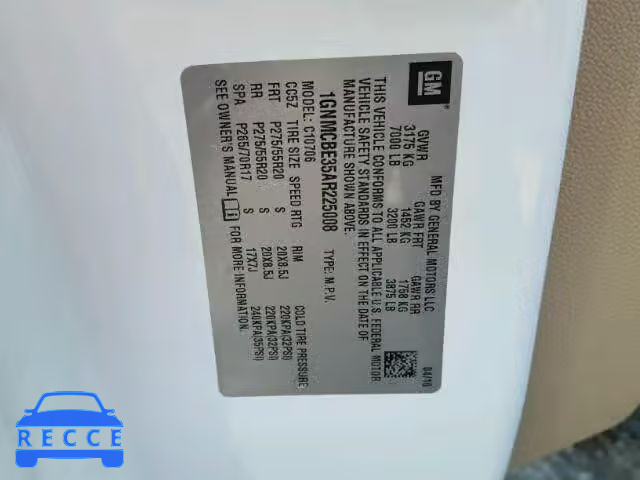 GM
MFD BY GENERAL MOTORS LLC
GVWR GAWR FRT GAWR RR
3175 KG 1452 KG 1758 KG
7000 LB 3200 LB 3875 LB
04/10
THIS VEHICLE CONFORMS TO ALL APPLICABLE U.S. FEDERAL MOTOR
VEHICLE SAFETY STANDARDS IN EFFECT ON THE DATE OF
MANUFACTURE SHOWN ABOVE.
1GNMCBE35AR225008 TYPE: M.P.V.
MODEL: C10706
CC5Z TIRE SIZE SPEED RTG RIM COLD TIRE PRESSURE
FRT P275/55R20 S 20X8.5J 220KPA(32PSI)
RR P275/55R20 S 20X8.5J 220KPA(32PSI)
SPA P265/70R17 S 17X7J 240KPA(35PSI)
SEE OWNER'S MANUAL FOR MORE INFORMATION.
RECCE